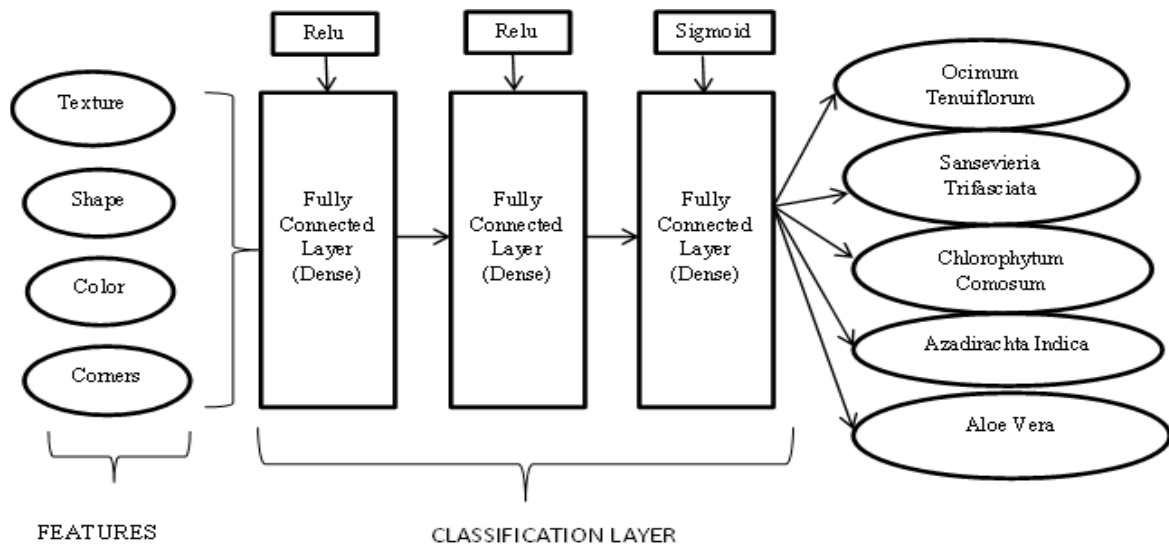 Relu
Relu
Sigmoid
Texture
Shape
Color
Corners
Fully
Connected
Layer
(Dense)
Fully
Connected
Layer
(Dense)
Fully
Connected
Layer
(Dense)
Ocimum
Tenuiflorum
Sansevieria
Trifasciata
Chlorophytum
Comosum
Azadirachta Indica
Aloe Vera
FEATURES
CLASSIFICATION LAYER